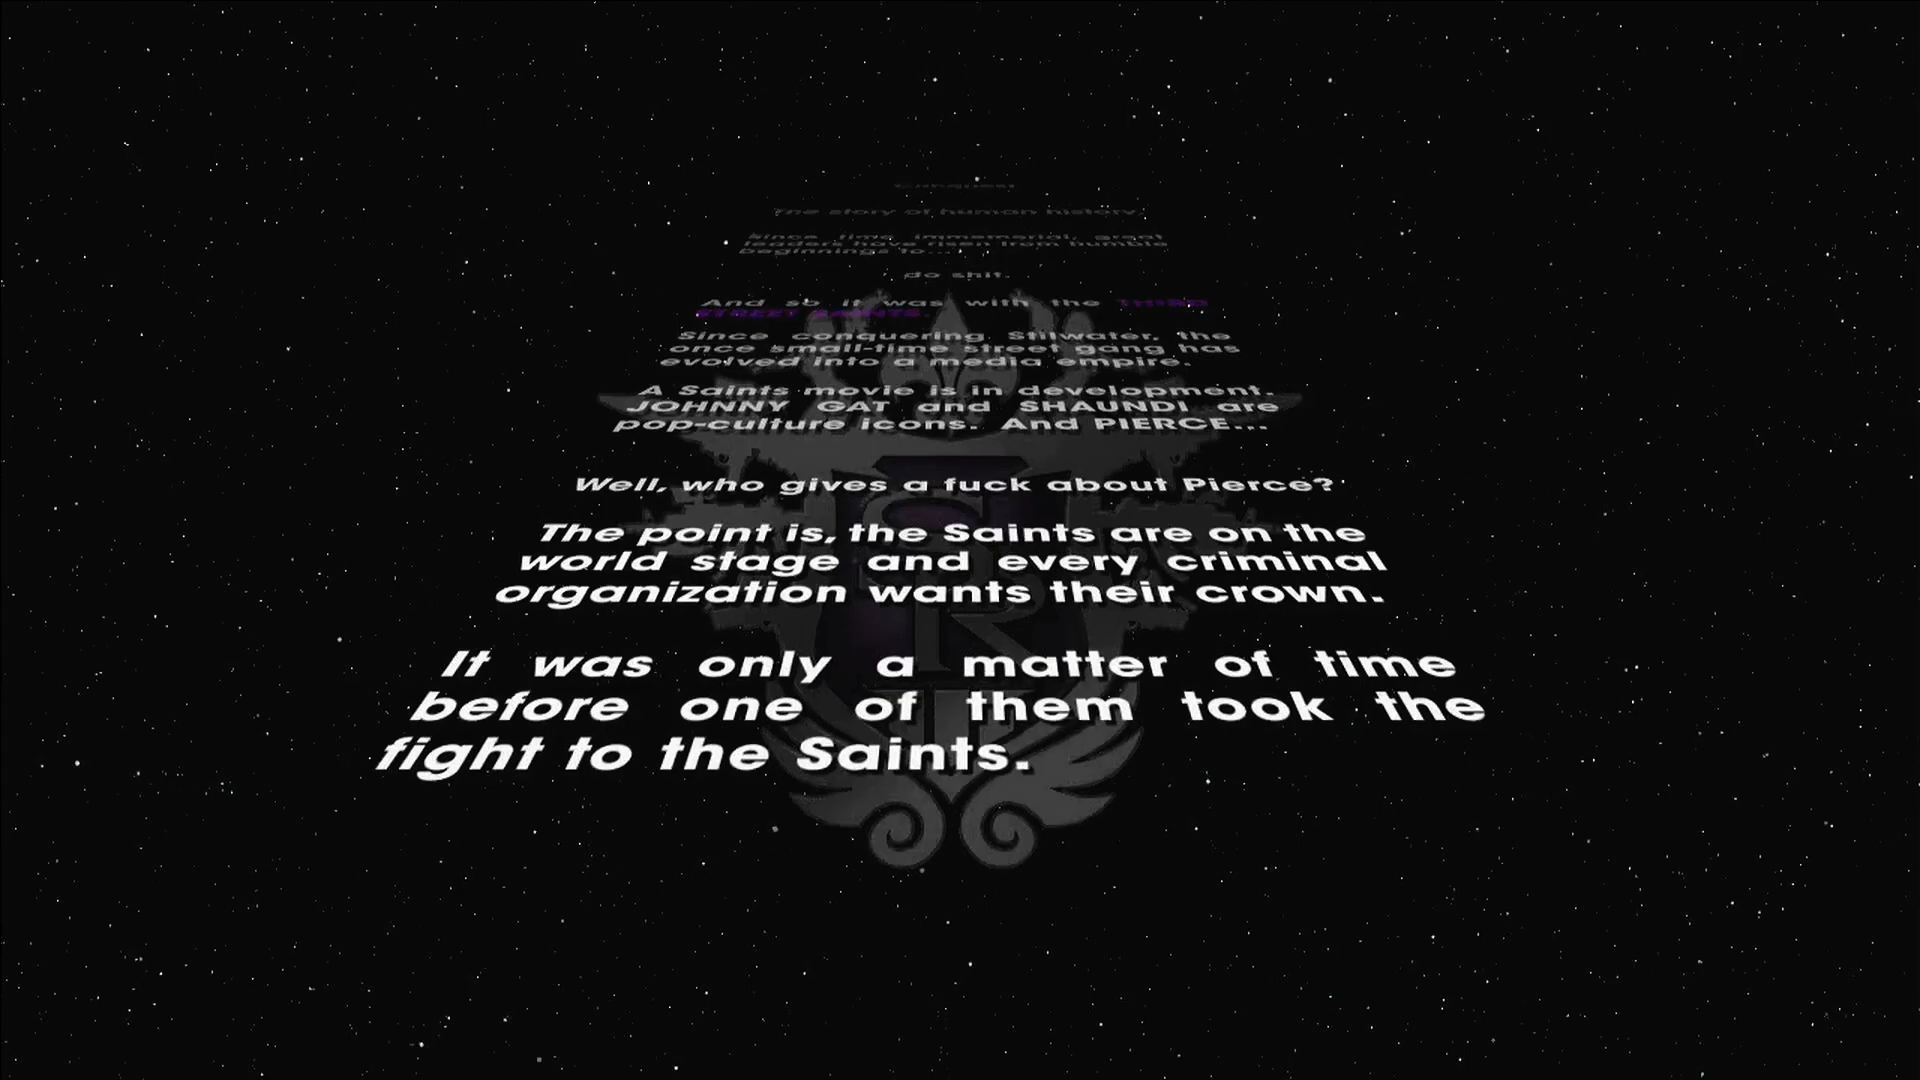 Conquest
The story of human history.
Since time immemorial, great
leaders have risen from humble
beginnings to...
do shit.
And so it was with the THIRD
STREET SAINTS.
Since conquering Stilwater, the
once small-time street gang has
evolved into a media empire.
A Saints movie is in development.
JOHNNY GAT and SHAUNDI are
pop-culture icons. And PIERCE...
Well, who gives a fuck about Pierce?
The point is, the Saints are on the
world stage and every criminal
organization wants their crown.
It was only a matter of time
before one of them took the
fight to the Saints.
SR